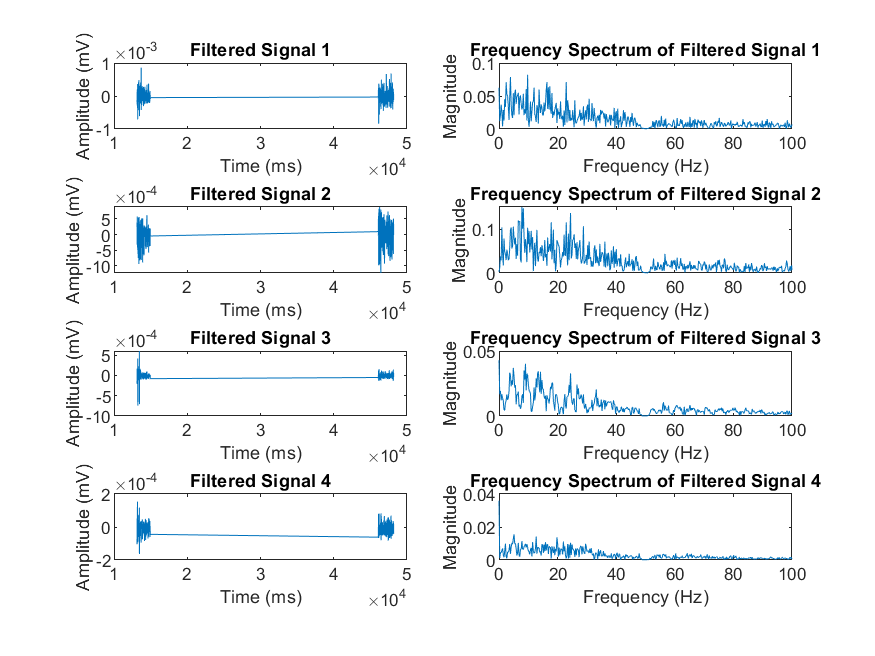 Filtered Signal 1
×10^-3
Amplitude (mV)
1
0
-1
1 2 3 4 5
Time (ms)
×10^4
Frequency Spectrum of Filtered Signal 1
Magnitude
0.1
0.05
0
0 20 40 60 80 100
Frequency (Hz)
Filtered Signal 2
×10^-4
Amplitude (mV)
5
0
-5
-10
1 2 3 4 5
Time (ms)
×10^4
Frequency Spectrum of Filtered Signal 2
Magnitude
0.1
0
0 20 40 60 80 100
Frequency (Hz)
Filtered Signal 3
×10^-4
Amplitude (mV)
5
0
-5
-10
1 2 3 4 5
Time (ms)
×10^4
Frequency Spectrum of Filtered Signal 3
Magnitude
0.05
0
0 20 40 60 80 100
Frequency (Hz)
Filtered Signal 4
×10^-4
Amplitude (mV)
2
0
-2
1 2 3 4 5
Time (ms)
×10^4
Frequency Spectrum of Filtered Signal 4
Magnitude
0.04
0.02
0
0 20 40 60 80 100
Frequency (Hz)